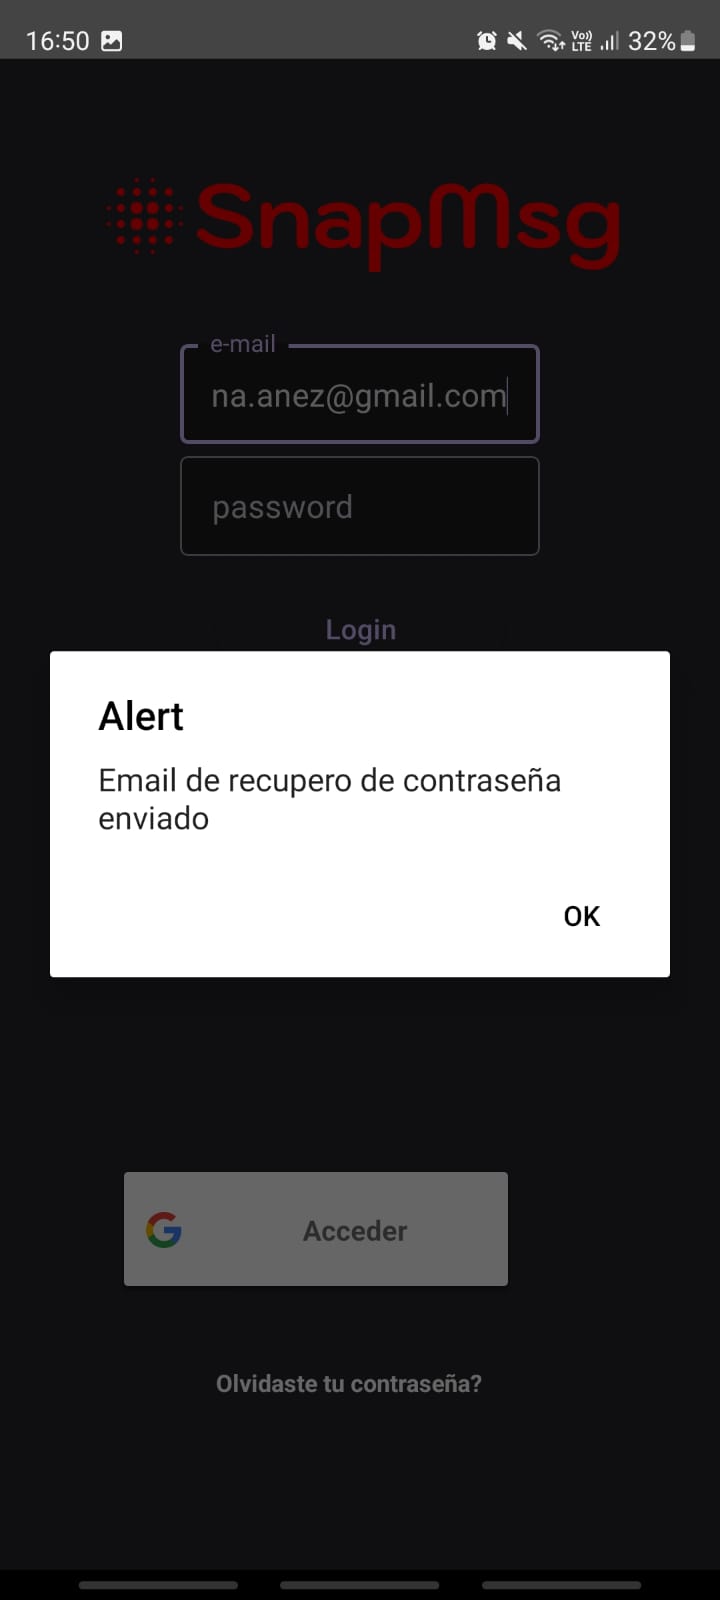 16:50
Vo)) LTE 32%
SnapMsg
e-mail
na.anez@gmail.com
password
Login
Alert
Email de recupero de contraseña
enviado
OK
Acceder
Olvidaste tu contraseña?